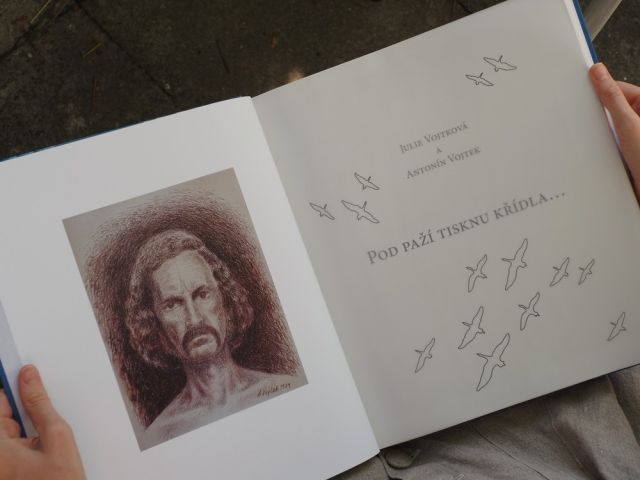 Julie Vojtková
a
Antonín Vojtek
Pod paží tisknu křídla...